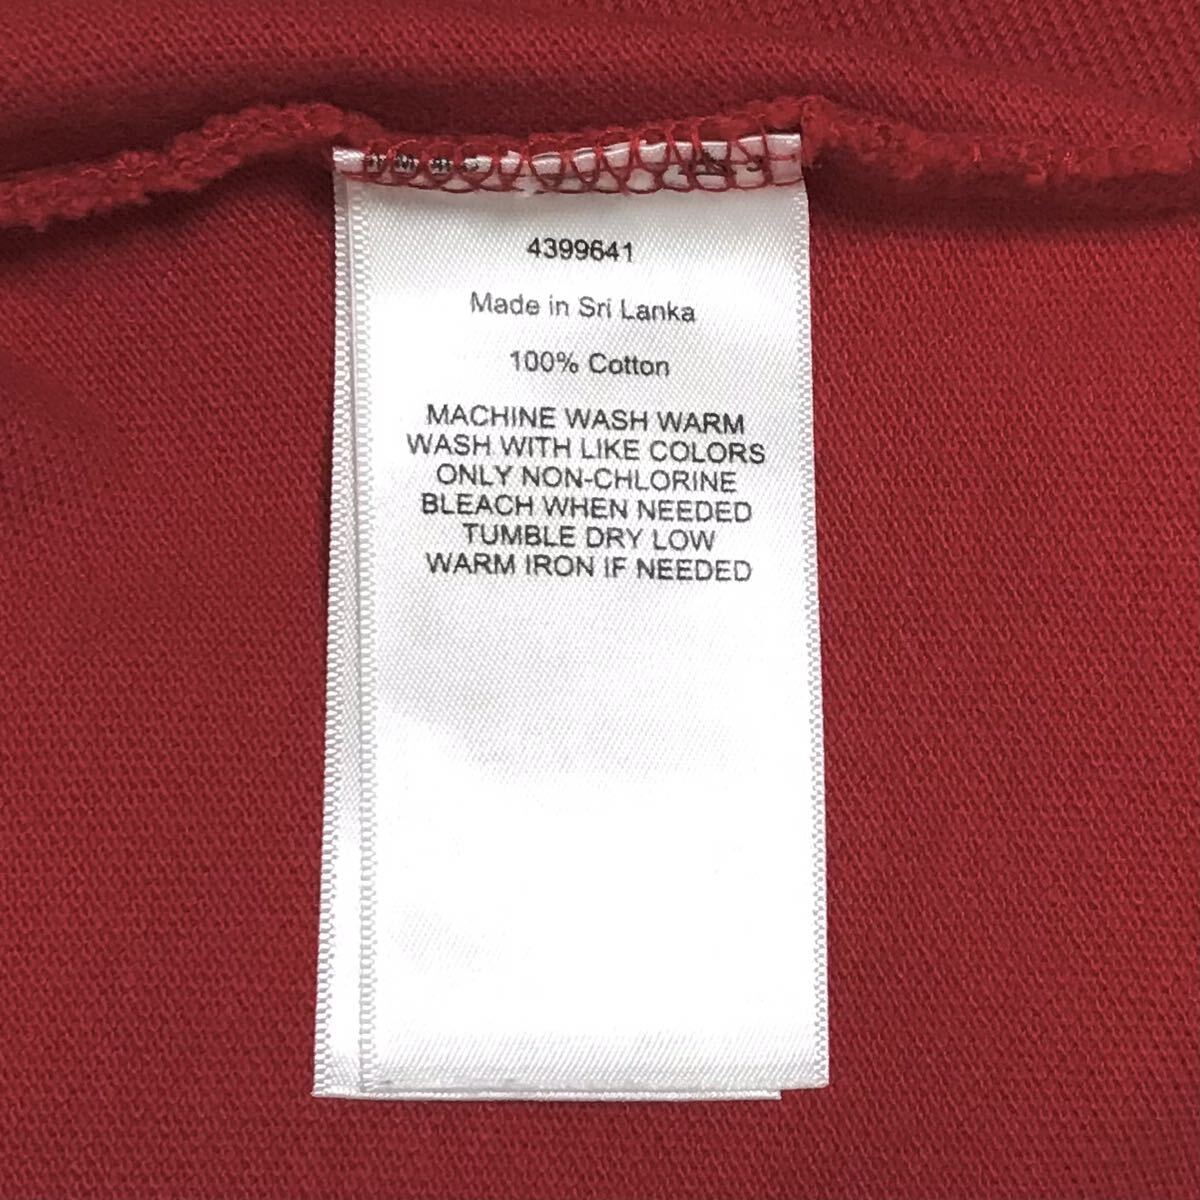 4399641
Made in Sri Lanka
100% Cotton
MACHINE WASH WARM
WASH WITH LIKE COLORS
ONLY NON-CHLORINE
BLEACH WHEN NEEDED
TUMBLE DRY LOW
WARM IRON IF NEEDED